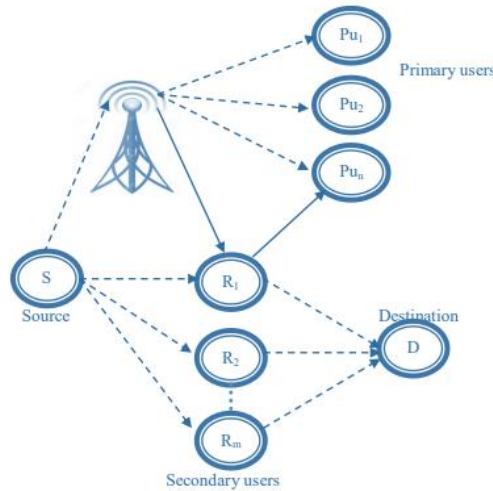 Pu1
Primary users
Pu2
Pun
S
Source
R1
Destination
D
R2
Rm
Secondary users